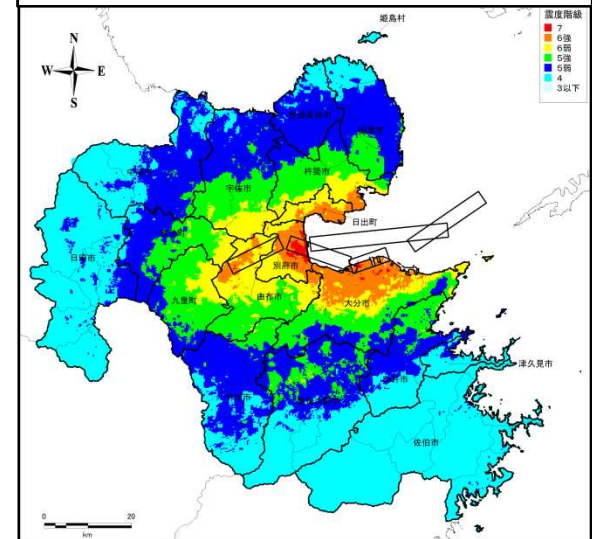 姫島村
震度階級
7
6強
6弱
5強
5弱
4
3以下
N
W E
S
杵築市
宇佐市
日出町
日田市
別府市
九重町
由布市
大分市
津久見市
佐伯市
0 20
km